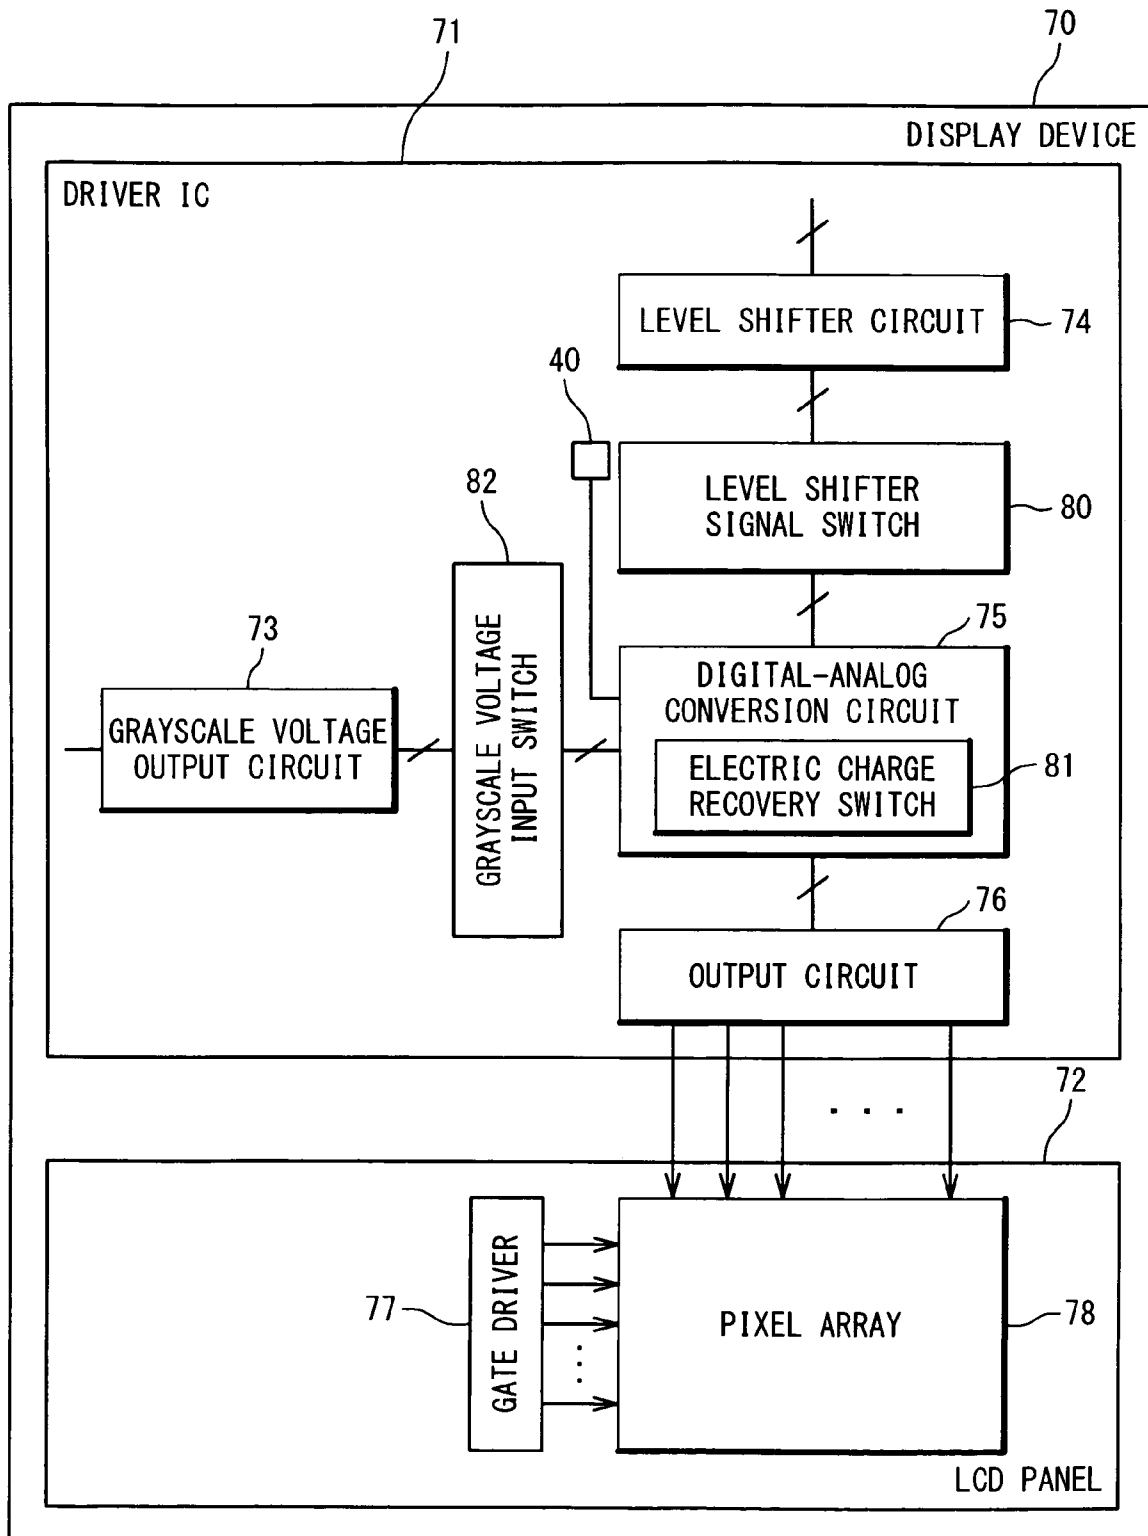 71
70
DISPLAY DEVICE
DRIVER IC
LEVEL SHIFTER CIRCUIT
74
40
82
LEVEL SHIFTER
SIGNAL SWITCH
80
73
GRAYSCALE VOLTAGE
OUTPUT CIRCUIT
GRAYSCALE VOLTAGE
INPUT SWITCH
75
DIGITAL-ANALOG
CONVERSION CIRCUIT
ELECTRIC CHARGE
RECOVERY SWITCH
81
76
OUTPUT CIRCUIT
72
. . .
77
GATE DRIVER
...
PIXEL ARRAY
78
LCD PANEL